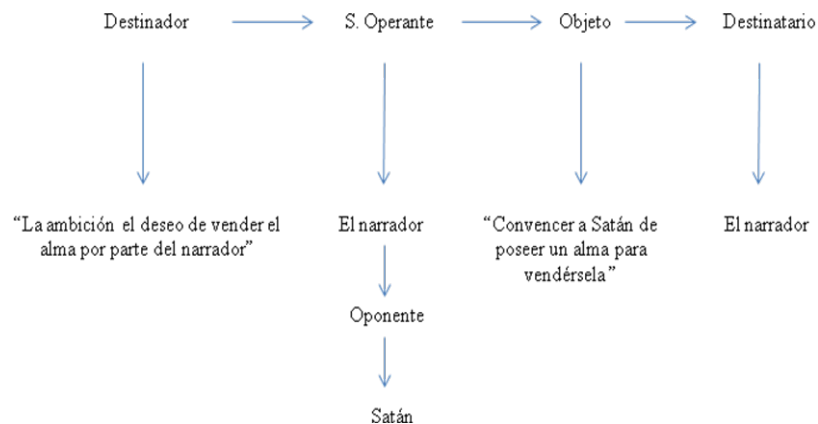 Destinador
S. Operante
Objeto
Destinatario
“La ambición el deseo de vender el
alma por parte del narrador”
El narrador
“Convencer a Satán de
poseer un alma para
vendérsela”
El narrador
Oponente
Satán